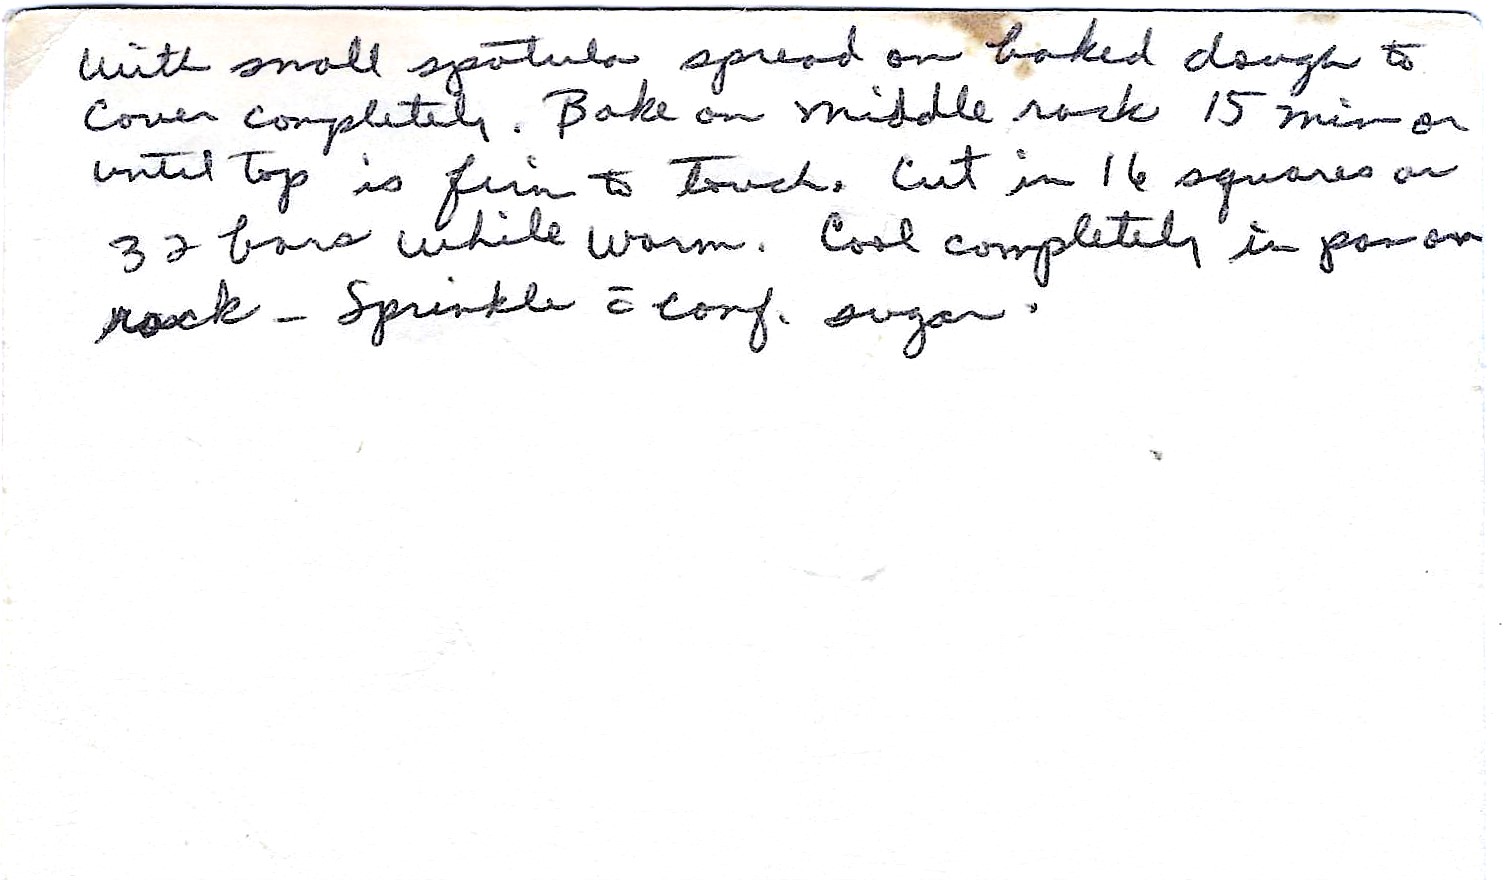 With small spatula spread on baked dough to
cover completely. Bake on middle rack 15 min or
until top is firm to touch. Cut in 16 squares or
32 bars while warm. Cool completely in pan on
rack - Sprinkle c̄ conf. sugar.